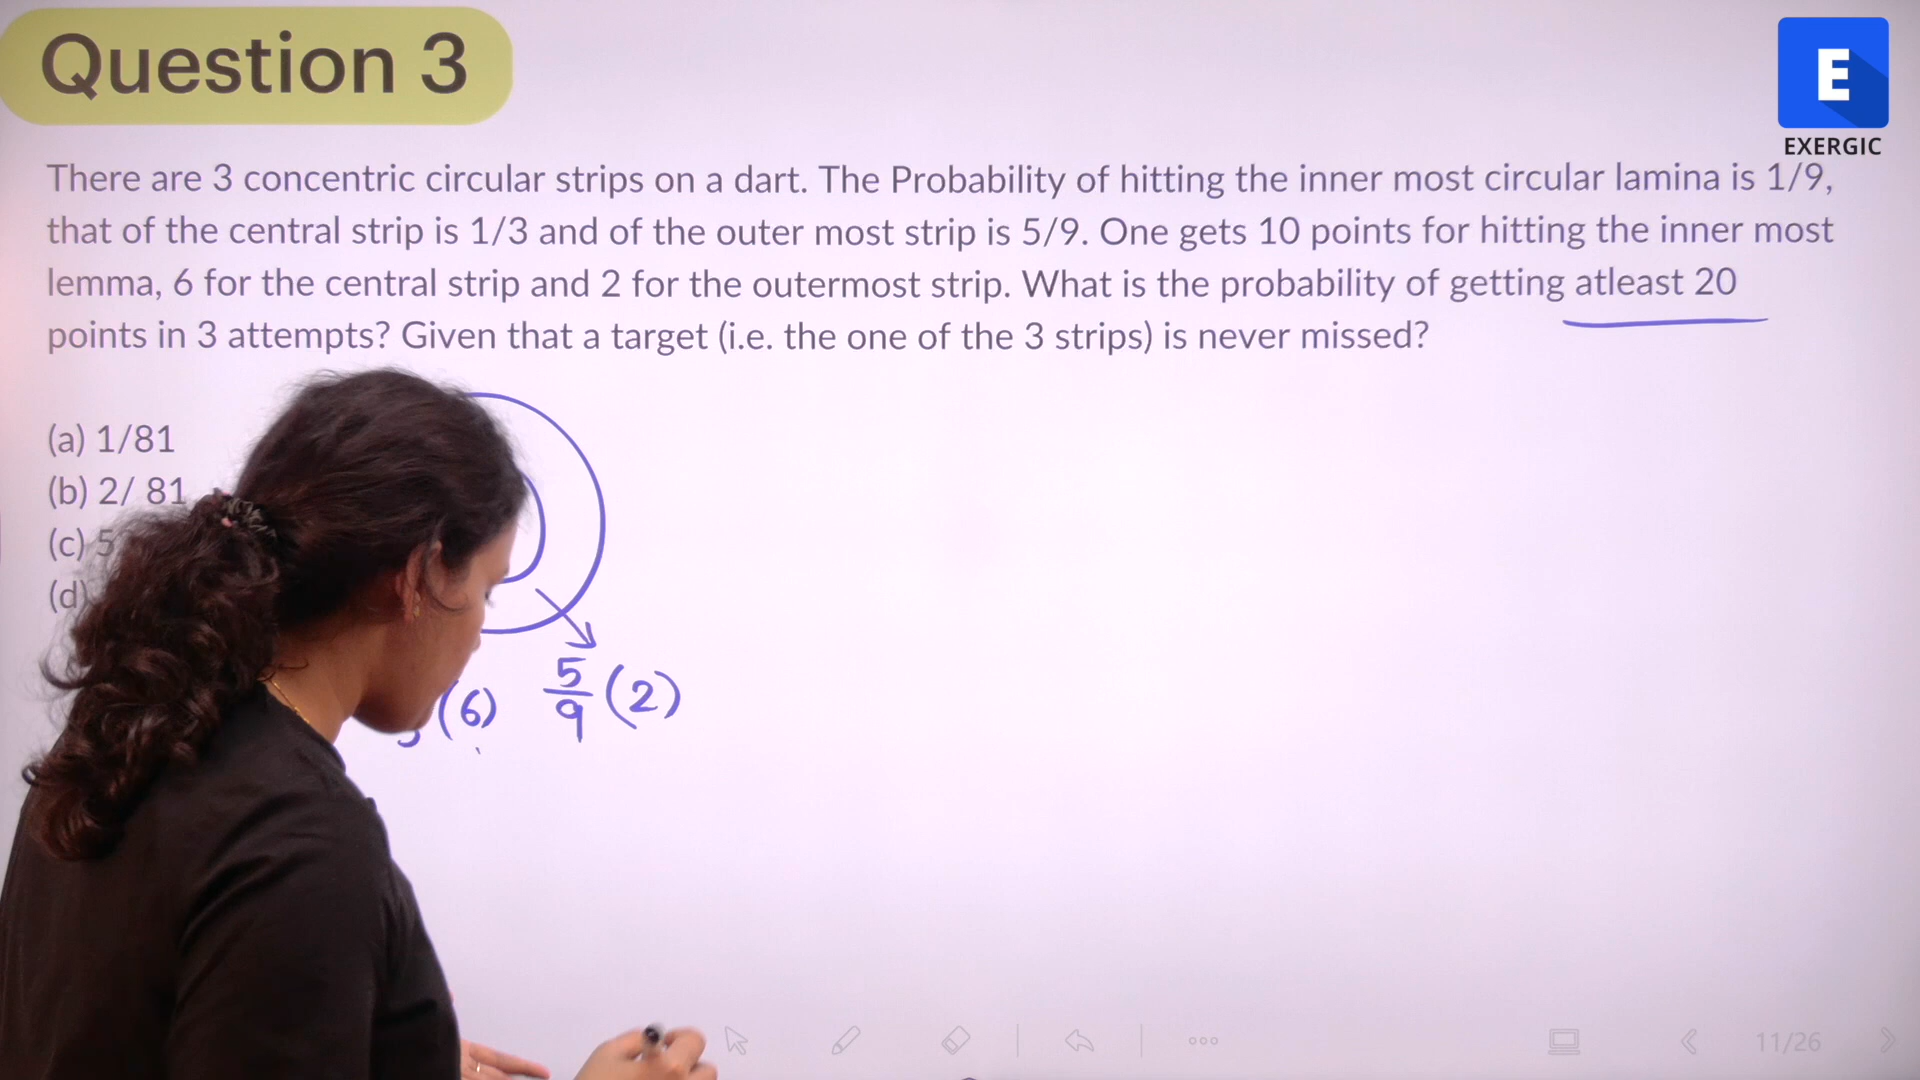 Question 3
E
EXERGIC
There are 3 concentric circular strips on a dart. The Probability of hitting the inner most circular lamina is 1/9,
that of the central strip is 1/3 and of the outer most strip is 5/9. One gets 10 points for hitting the inner most
lemma, 6 for the central strip and 2 for the outermost strip. What is the probability of getting atleast 20
points in 3 attempts? Given that a target (i.e. the one of the 3 strips) is never missed?
(a) 1/81
(b) 2/ 81
(c) 5
(d)
(6) 5/9 (2)
11/26